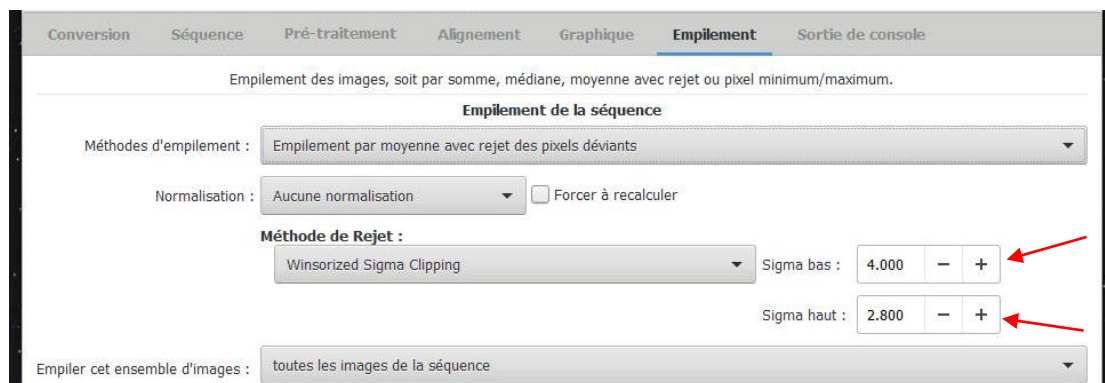 Conversion Séquence Pré-traitement Alignement Graphique Empilement Sortie de console
Empilement des images, soit par somme, médiane, moyenne avec rejet ou pixel minimum/maximum.
Empilement de la séquence
Méthodes d'empilement : Empilement par moyenne avec rejet des pixels déviants
Normalisation : Aucune normalisation Forcer à recalculer
Méthode de Rejet :
Winsorized Sigma Clipping Sigma bas : 4.000 − +
Sigma haut : 2.800 − +
Empiler cet ensemble d'images : toutes les images de la séquence